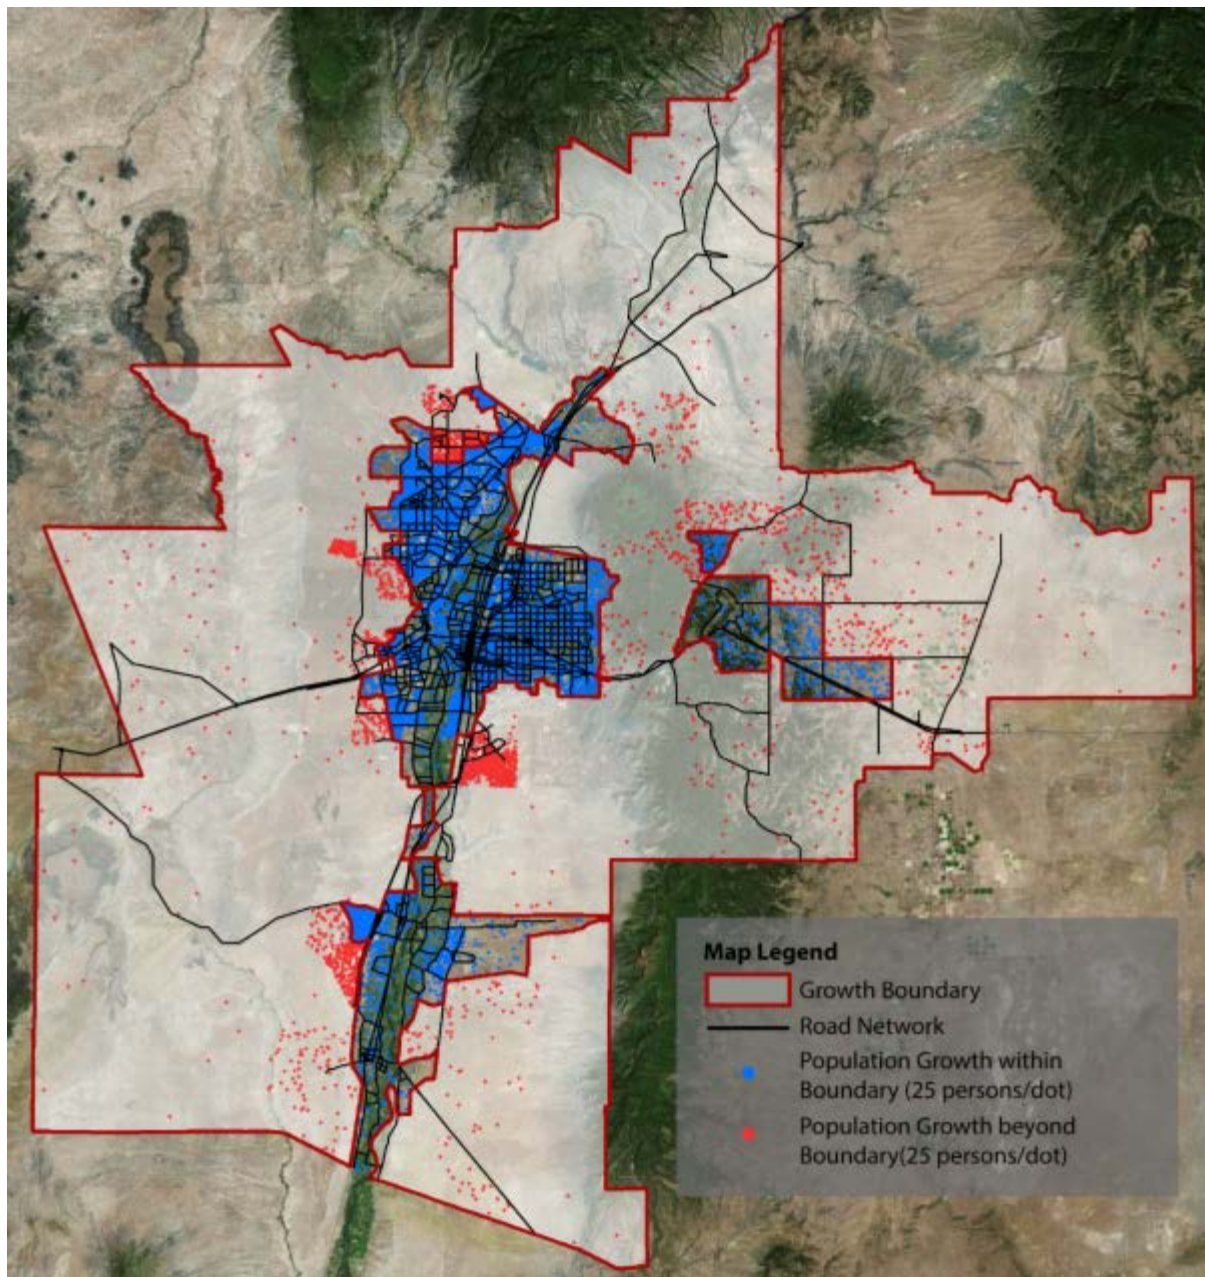 Map Legend
Growth Boundary
Road Network
Population Growth within
Boundary (25 persons/dot)
Population Growth beyond
Boundary(25 persons/dot)